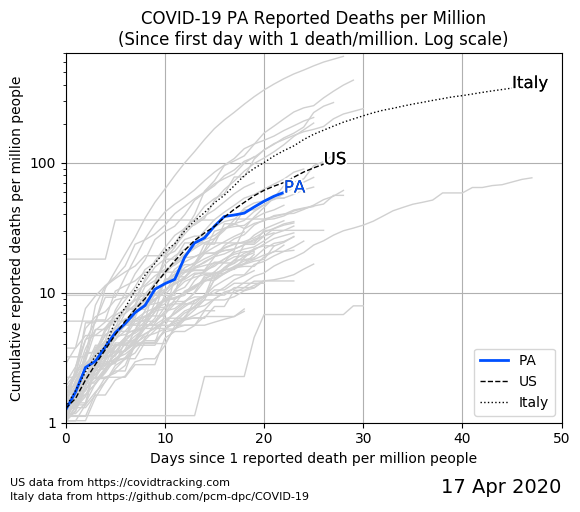 COVID-19 PA Reported Deaths per Million
(Since first day with 1 death/million. Log scale)
Cumulative reported deaths per million people
100
10
1
Italy
US
PA
PA
US
Italy
0 10 20 30 40 50
Days since 1 reported death per million people
US data from https://covidtracking.com
Italy data from https://github.com/pcm-dpc/COVID-19
17 Apr 2020